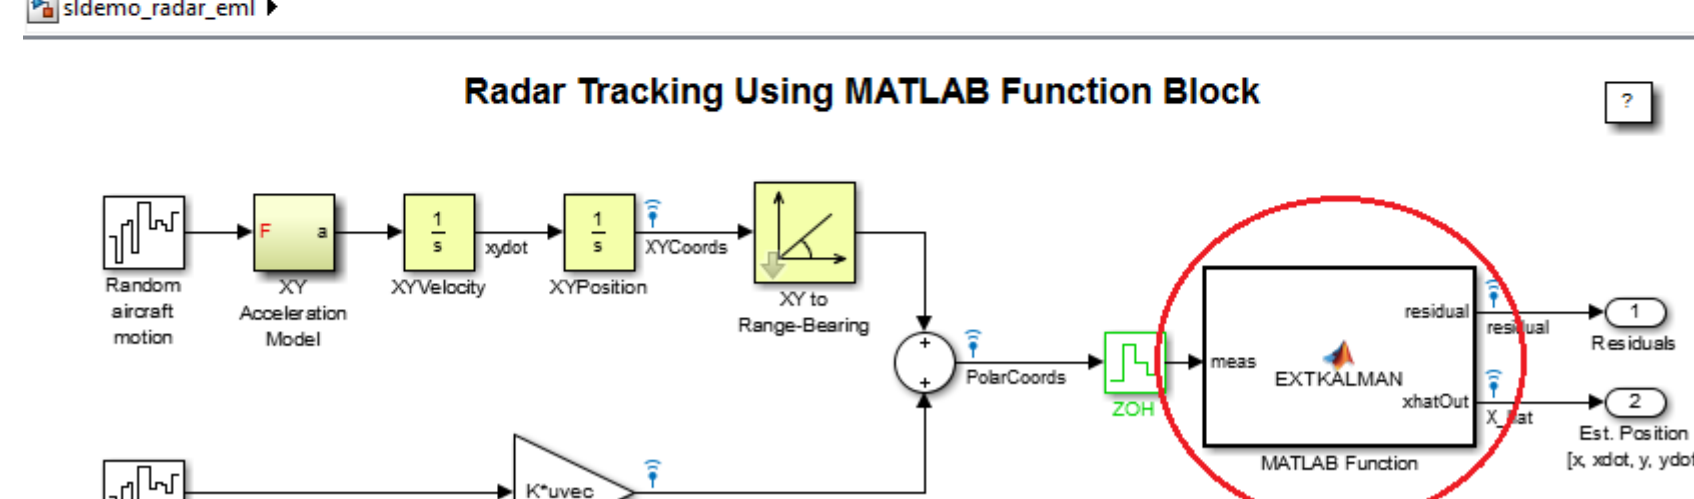 sldemo_radar_eml
Radar Tracking Using MATLAB Function Block
?
F
a
1
s
xydot
1
s
XYCoords
Random
aircraft
motion
XY
Acceleration
Model
XYVelocity
XYPosition
XY to
Range-Bearing
+
+
PolarCoords
ZOH
meas
EXTKALMAN
residual
xhatOut
MATLAB Function
residual
X_hat
1
Residuals
2
Est. Position
[x, xdot, y, ydot
K*uvec